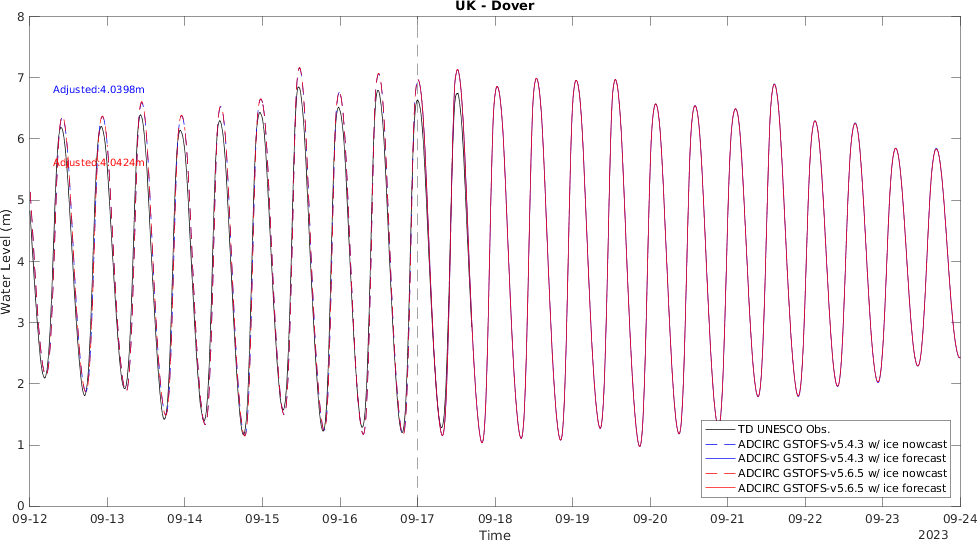 UK - Dover
8
7
6
5
4
3
2
1
0
Water Level (m)
Adjusted:4.0398m
Adjusted:4.0424m
TD UNESCO Obs.
ADCIRC GSTOFS-v5.4.3 w/ ice nowcast
ADCIRC GSTOFS-v5.4.3 w/ ice forecast
ADCIRC GSTOFS-v5.6.5 w/ ice nowcast
ADCIRC GSTOFS-v5.6.5 w/ ice forecast
09-12 09-13 09-14 09-15 09-16 09-17 09-18 09-19 09-20 09-21 09-22 09-23 09-24
Time
2023